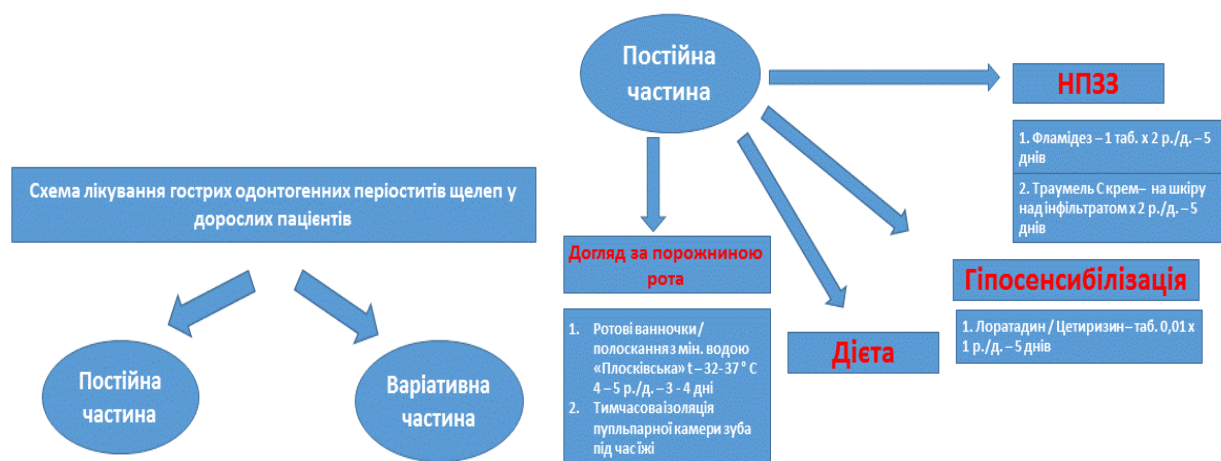 Схема лікування гострих одонтогенних періоститів щелеп у
дорослих пацієнтів
Постійна
частина
Варіативна
частина
Постійна
частина
НПЗЗ
1. Фламідез – 1 таб. х 2 р./д. – 5
днів
2. Траумель С крем– на шкіру
над інфільтратом х 2 р./д. – 5
днів
Догляд за порожниною
рота
1. Ротові ванночки /
полоскання з мін. водою
«Плосківська» t – 32- 37 ° С
4 – 5 р./д. – 3 - 4 дні
2. Тимчасова ізоляція
пупльпарної камери зуба
під час їжі
Дієта
Гіпосенсибілізація
1. Лоратадин / Цетиризин– таб. 0,01 х
1 р./д. – 5 днів